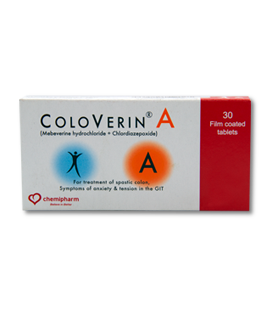 COLOVERIN® A
(Mebeverine hydrochloride + Chlordiazepoxide)
30
Film coated
tablets
A
For treatment of spastic colon,
Symptoms of anxiety & tension in the GIT
chemipharm